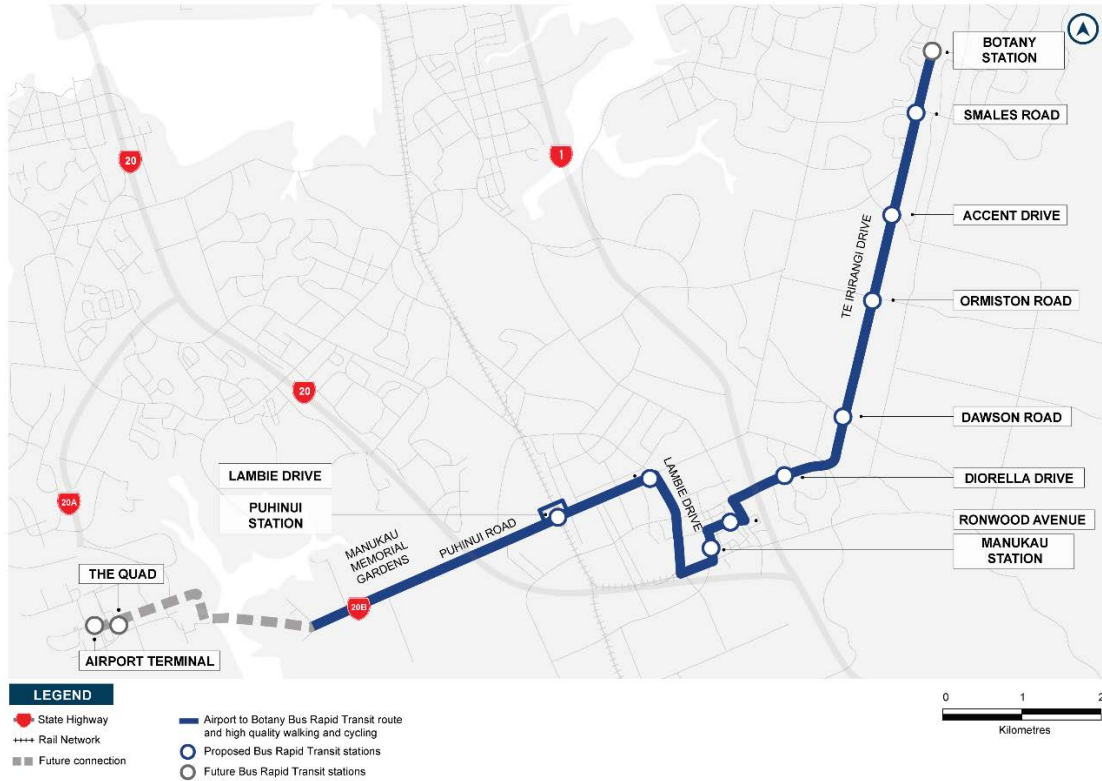 BOTANY
STATION
SMALES ROAD
20
1
ACCENT DRIVE
TE IRIRANGI DRIVE
ORMISTON ROAD
20
DAWSON ROAD
LAMBIE DRIVE
LAMBIE DRIVE
DIORELLA DRIVE
PUHINUI
STATION
20A
RONWOOD AVENUE
PUHINUI ROAD
MANUKAU
MEMORIAL
GARDENS
MANUKAU
STATION
THE QUAD
20B
AIRPORT TERMINAL
LEGEND
State Highway
Rail Network
Future connection
Airport to Botany Bus Rapid Transit route
and high quality walking and cycling
Proposed Bus Rapid Transit stations
Future Bus Rapid Transit stations
0 1 2
Kilometres